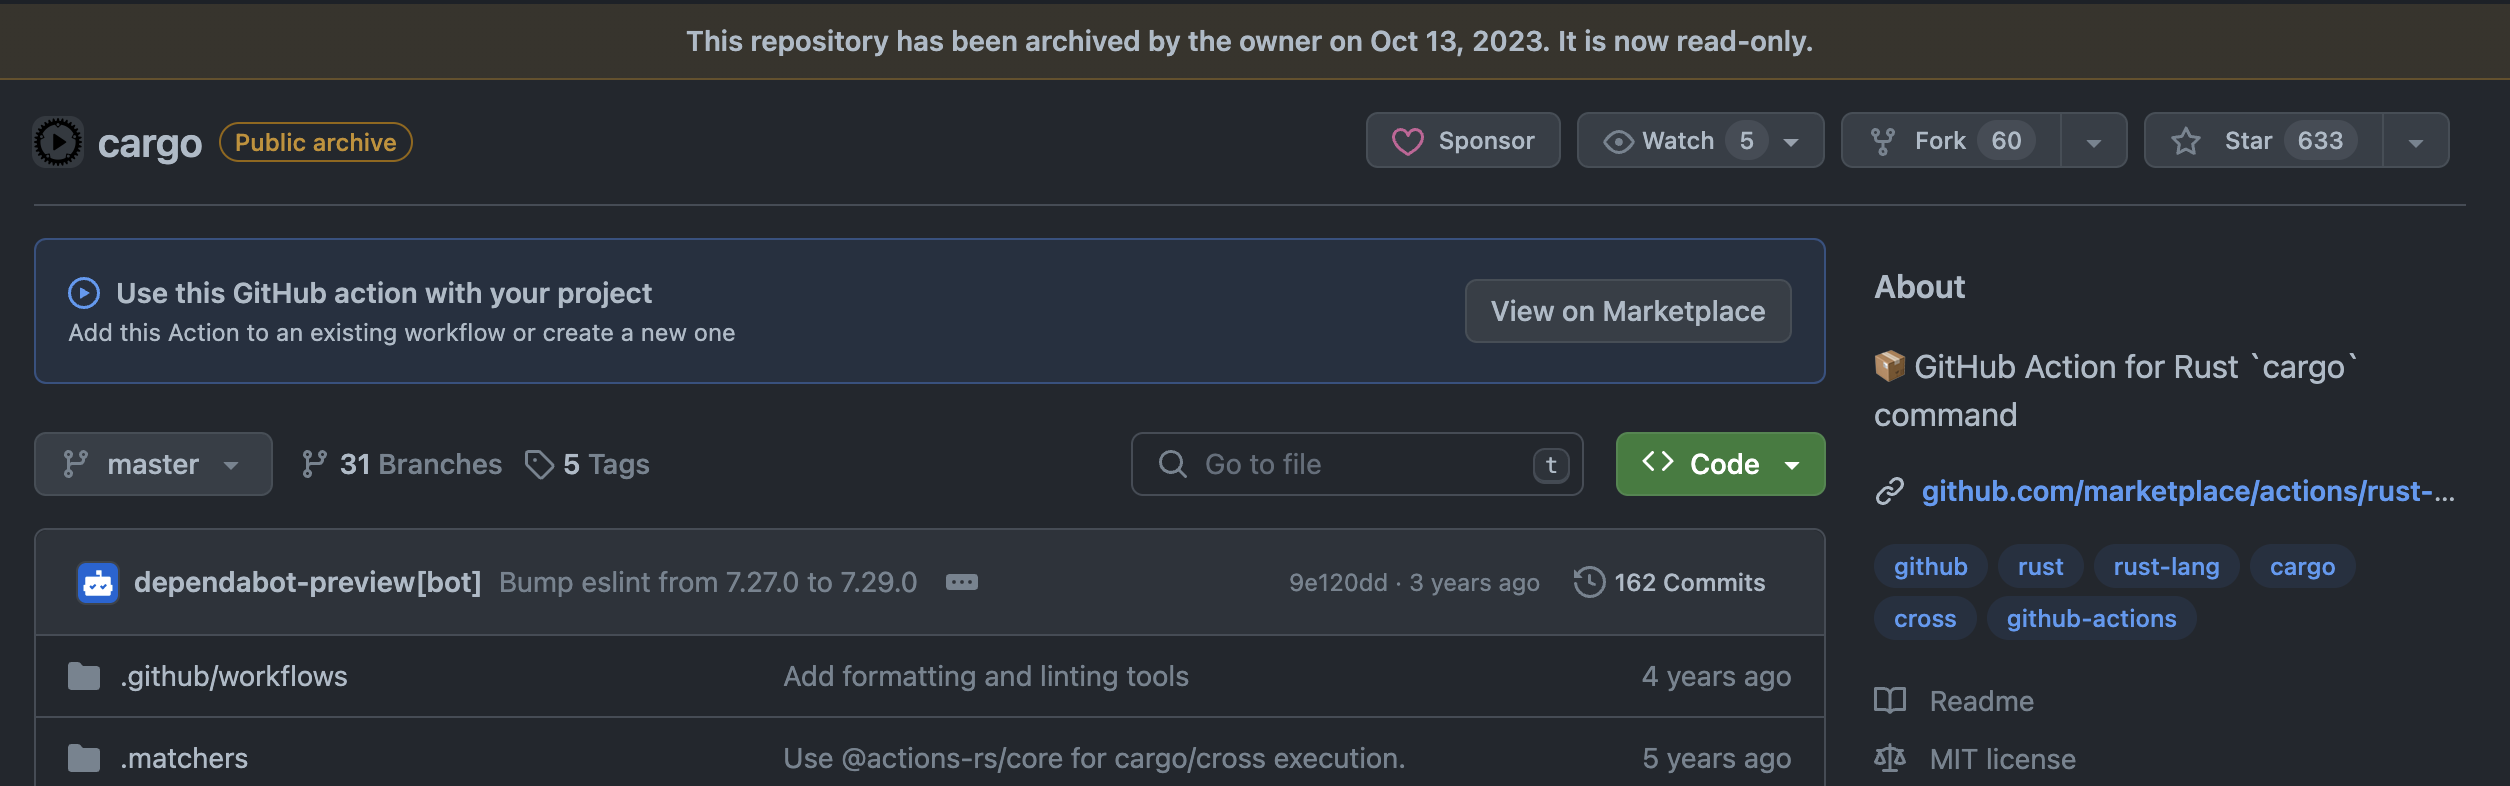 This repository has been archived by the owner on Oct 13, 2023. It is now read-only.
cargo Public archive
Sponsor Watch 5 Fork 60 Star 633
Use this GitHub action with your project
Add this Action to an existing workflow or create a new one
View on Marketplace
master 31 Branches 5 Tags
Go to file t
Code
dependabot-preview[bot] Bump eslint from 7.27.0 to 7.29.0 9e120dd · 3 years ago 162 Commits
.github/workflows Add formatting and linting tools 4 years ago
.matchers Use @actions-rs/core for cargo/cross execution. 5 years ago
About
📦 GitHub Action for Rust `cargo`
command
github.com/marketplace/actions/rust-...
github rust rust-lang cargo
cross github-actions
Readme
MIT license